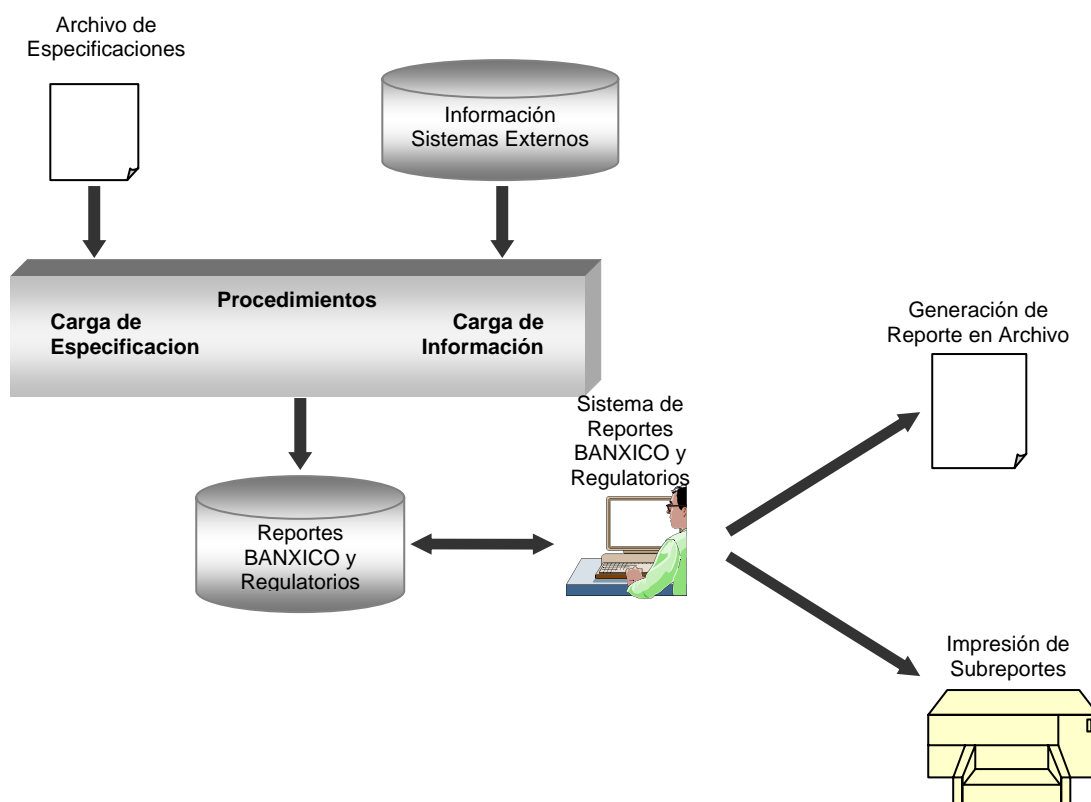 Archivo de
Especificaciones
Información
Sistemas Externos
Procedimientos
Carga de
Especificacion
Carga de
Información
Generación de
Reporte en Archivo
Sistema de
Reportes
BANXICO y
Regulatorios
Reportes
BANXICO y
Regulatorios
Impresión de
Subreportes